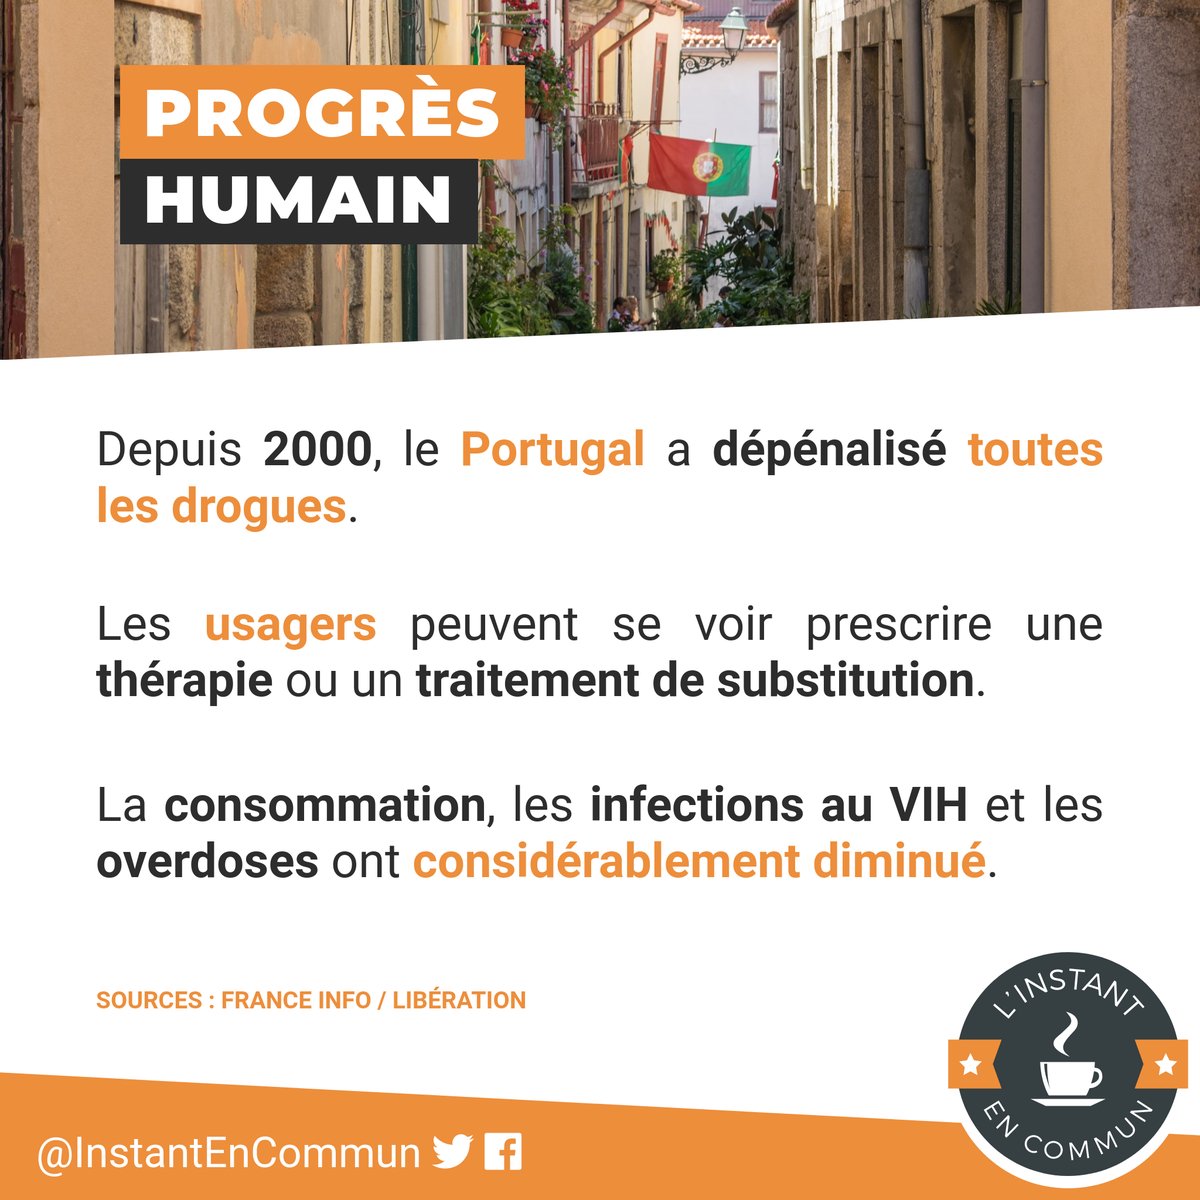 PROGRÈS
HUMAIN
Depuis 2000, le Portugal a dépénalisé toutes
les drogues.
Les usagers peuvent se voir prescrire une
thérapie ou un traitement de substitution.
La consommation, les infections au VIH et les
overdoses ont considérablement diminué.
SOURCES : FRANCE INFO / LIBÉRATION
L'INSTANT
EN COMMUN
@InstantEnCommun